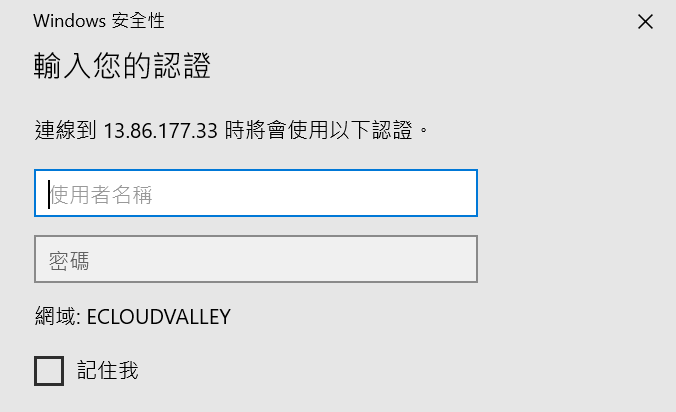 Windows 安全性
輸入您的認證
連線到 13.86.177.33 時將會使用以下認證。
使用者名稱
密碼
網域: ECLOUDVALLEY
記住我